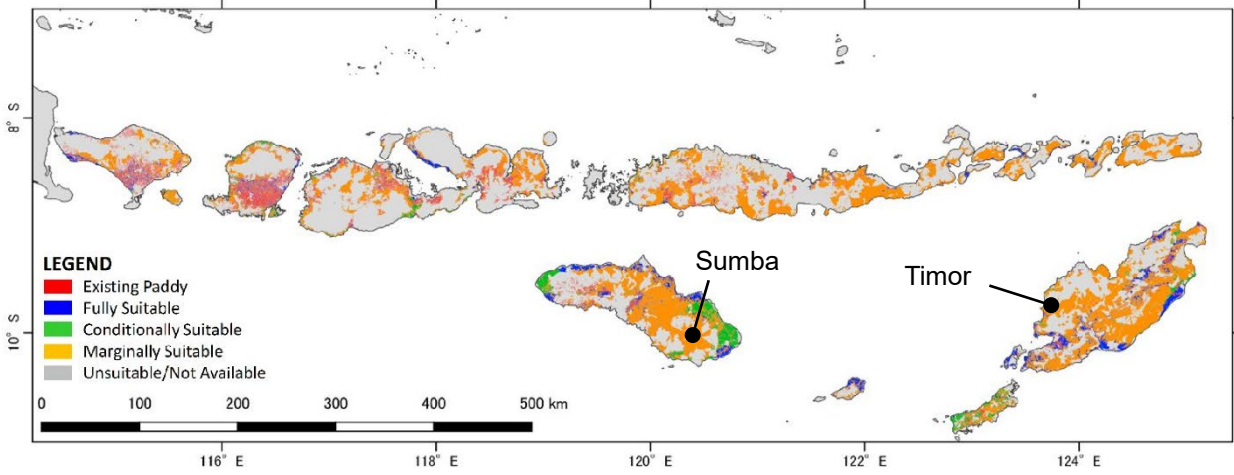 8° S
10° S
Sumba
Timor
LEGEND
Existing Paddy
Fully Suitable
Conditionally Suitable
Marginally Suitable
Unsuitable/Not Available
0 100 200 300 400 500 km
116° E 118° E 120° E 122° E 124° E